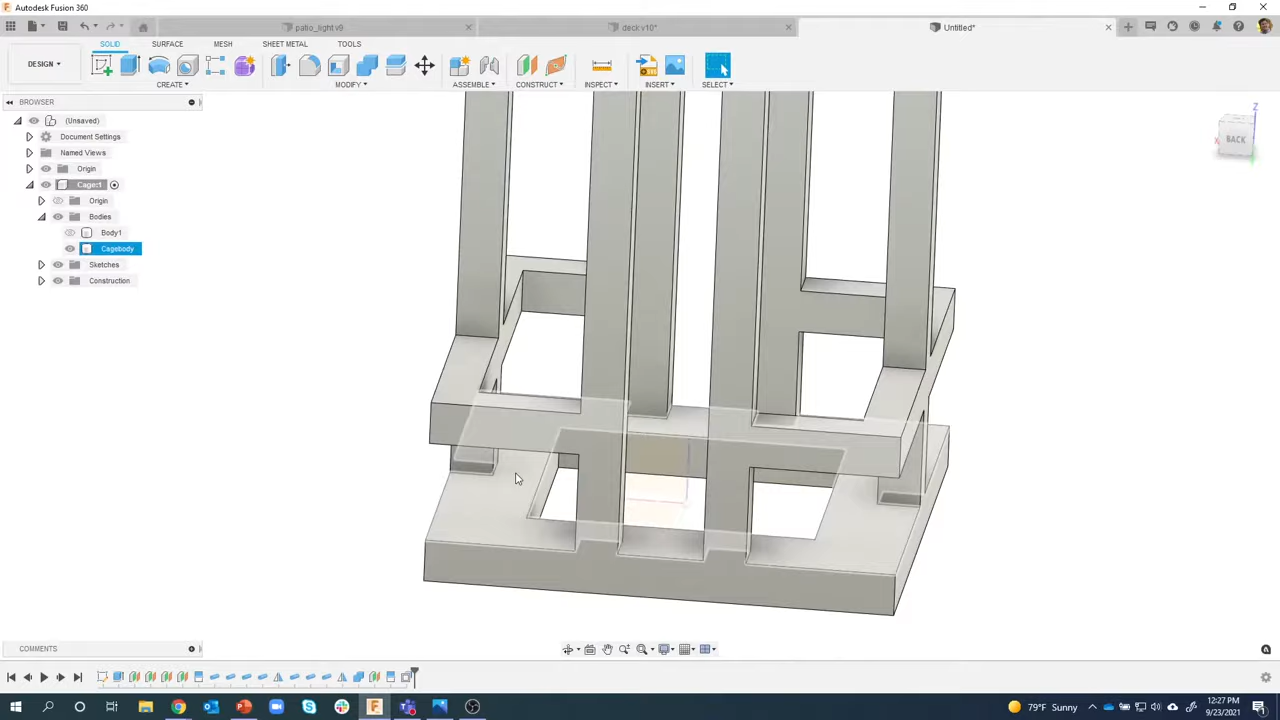 Autodesk Fusion 360
patio_light v9
deck v10*
Untitled*
SOLID
SURFACE
MESH
SHEET METAL
TOOLS
DESIGN
CREATE
MODIFY
ASSEMBLE
CONSTRUCT
INSPECT
INSERT
SELECT
BROWSER
(Unsaved)
Document Settings
Named Views
Origin
Cage:1
Origin
Bodies
Body1
Cagebody
Sketches
Construction
Z
X
BACK
COMMENTS
79°F Sunny
12:27 PM
9/23/2021